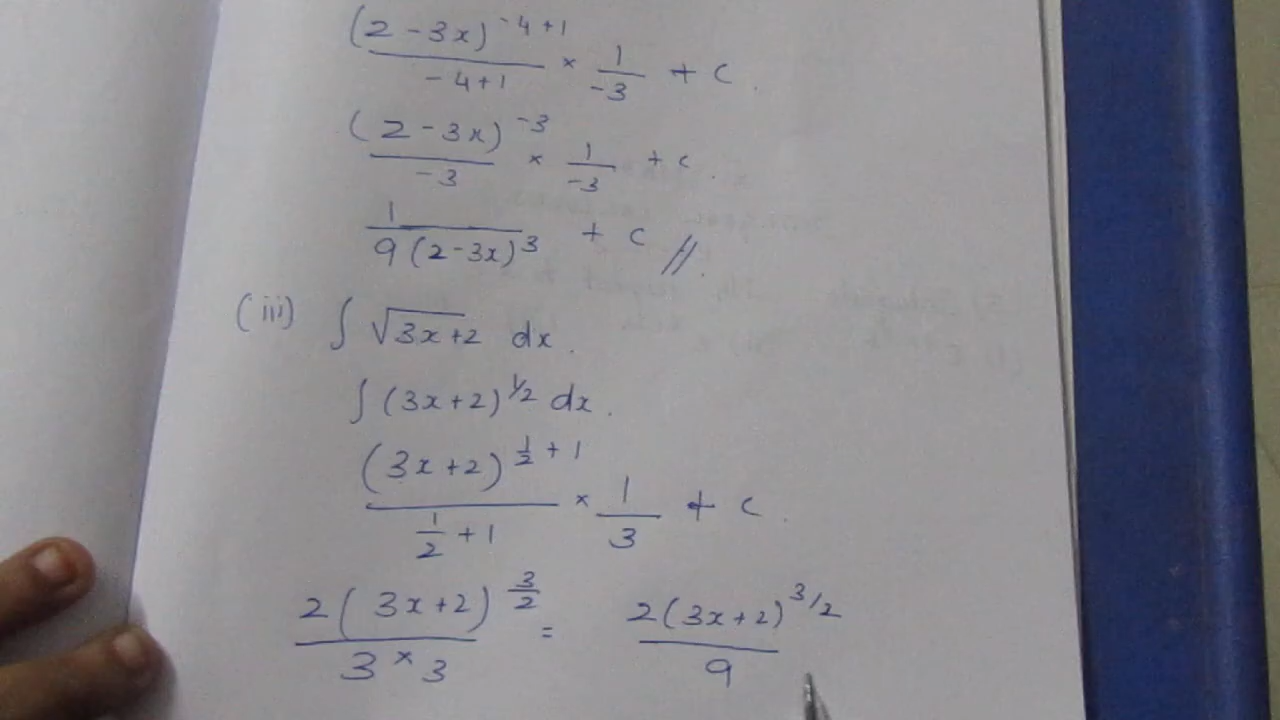 (2-3x)^-4+1 / -4+1 × 1/-3 + c.
(2-3x)^-3 / -3 × 1/-3 + c.
1 / 9(2-3x)^3 + c //.
(iii) ∫ √3x+2 dx.
∫ (3x+2)^1/2 dx.
(3x+2)^1/2+1 / 1/2+1 × 1/3 + c.
2(3x+2)^3/2 / 3×3 = 2(3x+2)^3/2 / 9